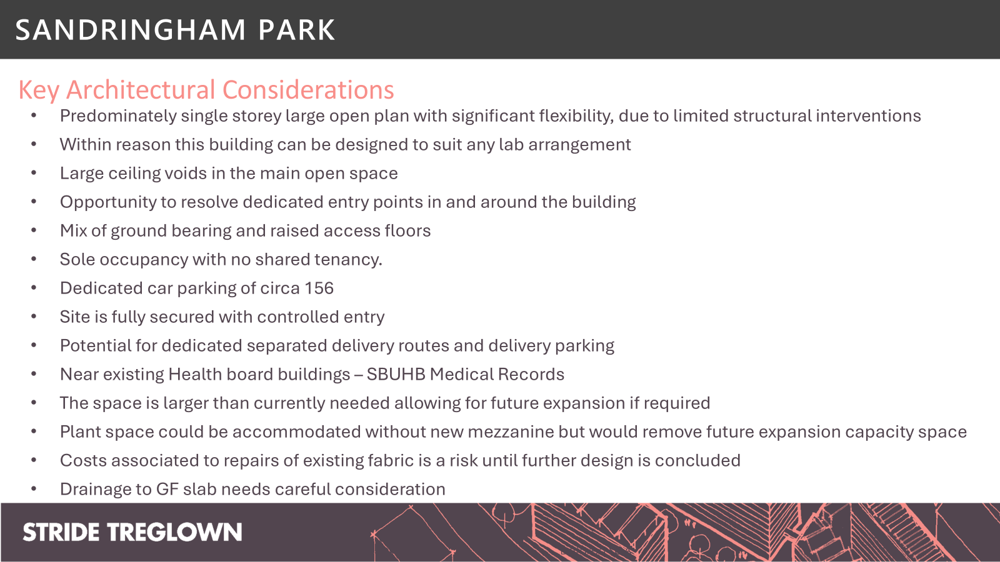 SANDRINGHAM PARK
Key Architectural Considerations
• Predominately single storey large open plan with significant flexibility, due to limited structural interventions
• Within reason this building can be designed to suit any lab arrangement
• Large ceiling voids in the main open space
• Opportunity to resolve dedicated entry points in and around the building
• Mix of ground bearing and raised access floors
• Sole occupancy with no shared tenancy.
• Dedicated car parking of circa 156
• Site is fully secured with controlled entry
• Potential for dedicated separated delivery routes and delivery parking
• Near existing Health board buildings – SBUHB Medical Records
• The space is larger than currently needed allowing for future expansion if required
• Plant space could be accommodated without new mezzanine but would remove future expansion capacity space
• Costs associated to repairs of existing fabric is a risk until further design is concluded
• Drainage to GF slab needs careful consideration
STRIDE TREGLOWN